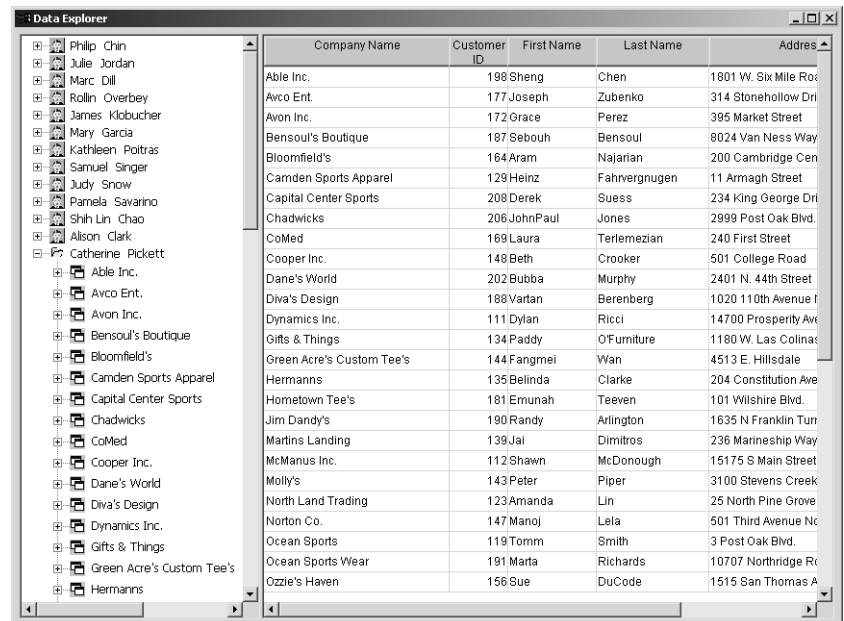 Data Explorer
Philip Chin
Julie Jordan
Marc Dill
Rollin Overbey
James Klobucher
Mary Garcia
Kathleen Poitras
Samuel Singer
Judy Snow
Pamela Savarino
Shih Lin Chao
Alison Clark
Catherine Pickett
Able Inc.
Avco Ent.
Avon Inc.
Bensoul's Boutique
Bloomfield's
Camden Sports Apparel
Capital Center Sports
Chadwicks
CoMed
Cooper Inc.
Dane's World
Diva's Design
Dynamics Inc.
Gifts & Things
Green Acre's Custom Tee's
Hermanns
Company Name Customer ID First Name Last Name Addres
Able Inc. 198 Sheng Chen 1801 W. Six Mile Roa
Avco Ent. 177 Joseph Zubenko 314 Stonehollow Dri
Avon Inc. 172 Grace Perez 395 Market Street
Bensoul's Boutique 187 Sebouh Bensoul 8024 Van Ness Way
Bloomfield's 164 Aram Najarian 200 Cambridge Cen
Camden Sports Apparel 129 Heinz Fahrvergnugen 11 Armagh Street
Capital Center Sports 208 Derek Suess 234 King George Dri
Chadwicks 206 JohnPaul Jones 2999 Post Oak Blvd.
CoMed 169 Laura Terlemezian 240 First Street
Cooper Inc. 148 Beth Crooker 501 College Road
Dane's World 202 Bubba Murphy 2401 N. 44th Street
Diva's Design 188 Vartan Berenberg 1020 110th Avenue
Dynamics Inc. 111 Dylan Ricci 14700 Prosperity Ave
Gifts & Things 134 Paddy O'Furniture 1180 W. Las Colinas
Green Acre's Custom Tee's 144 Fangmei Wan 4513 E. Hillsdale
Hermanns 135 Belinda Clarke 204 Constitution Ave
Hometown Tee's 181 Emunah Teeven 101 Wilshire Blvd.
Jim Dandy's 190 Randy Arlington 1635 N Franklin Turr
Martins Landing 139 Jai Dimitros 236 Marineship Way
McManus Inc. 112 Shawn McDonough 15175 S Main Street
Molly's 143 Peter Piper 3100 Stevens Creek
North Land Trading 123 Amanda Lin 25 North Pine Grove
Norton Co. 147 Manoj Lela 501 Third Avenue No
Ocean Sports 119 Tomm Smith 3 Post Oak Blvd.
Ocean Sports Wear 191 Marta Richards 10707 Northridge Ro
Ozzie's Haven 156 Sue DuCode 1515 San Thomas A